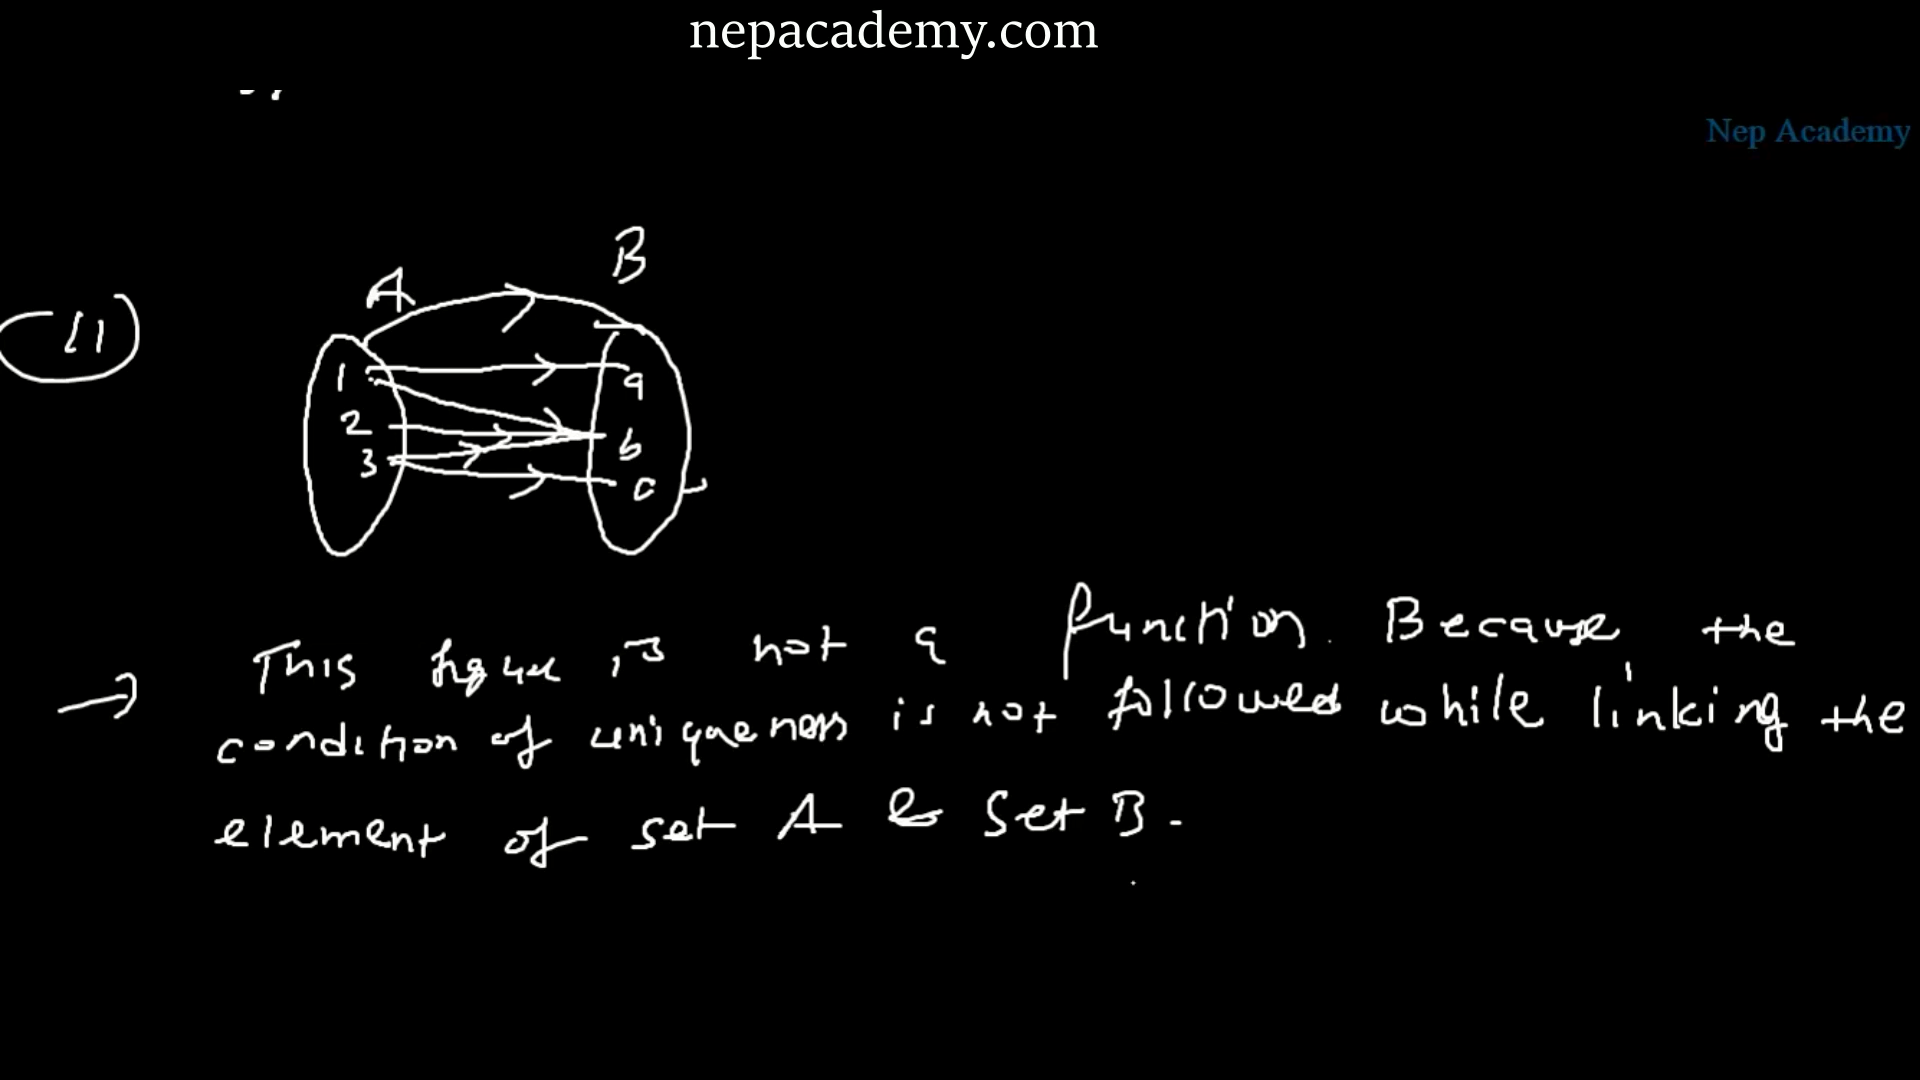 nepacademy.com
Nep Academy
A B
(ii)
1 a
2 b
3 c
→ This figure is not a function. Because the
condition of uniqueness is not followed while linking the
element of set A & Set B.